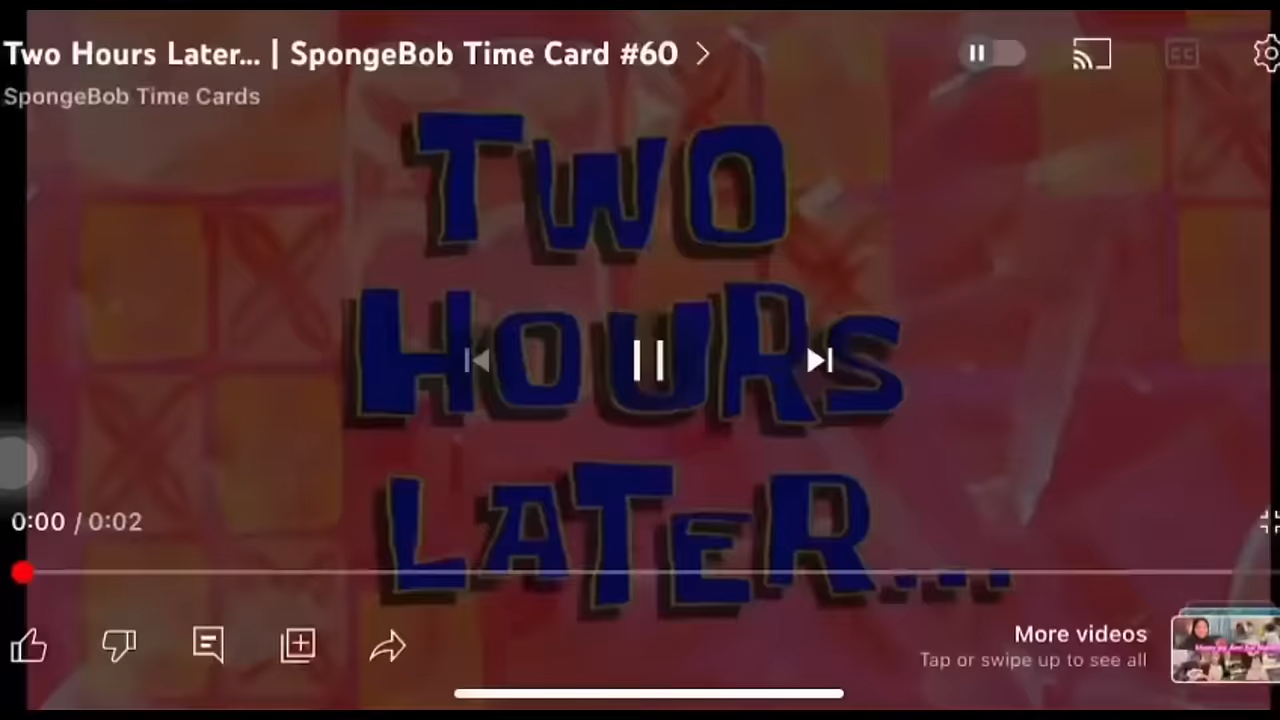 Two Hours Later... | SpongeBob Time Card #60
SpongeBob Time Cards
CC
TWO
HOURS
LATER...
0:00 / 0:02
More videos
Tap or swipe up to see all